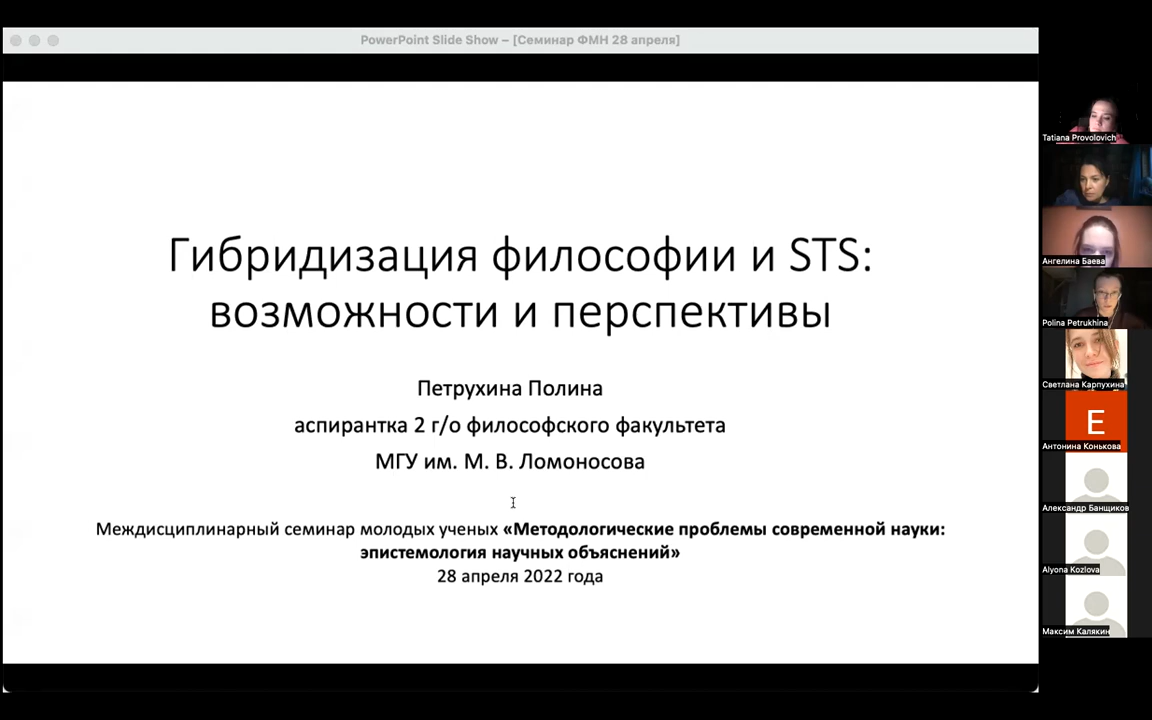 PowerPoint Slide Show – [Семинар ФМН 28 апреля]
Гибридизация философии и STS:
возможности и перспективы
Петрухина Полина
аспирантка 2 г/о философского факультета
МГУ им. М. В. Ломоносова
Междисциплинарный семинар молодых ученых «Методологические проблемы современной науки:
эпистемология научных объяснений»
28 апреля 2022 года
Tatiana Provolovich
Ангелина Баева
Polina Petrukhina
Светлана Карпухина
E
Антонина Конькова
Александр Банщиков
Alyona Kozlova
Максим Калякин